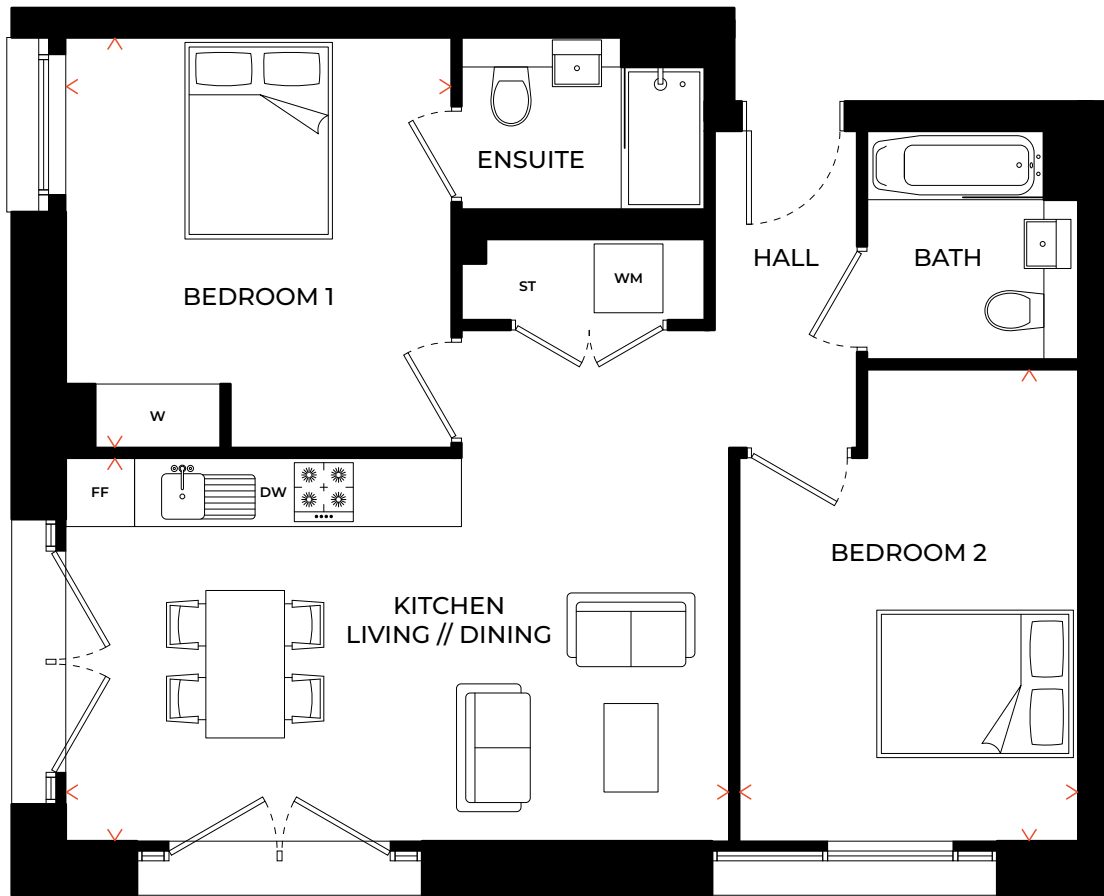 ENSUITE
HALL
BATH
ST
WM
BEDROOM 1
W
FF
DW
BEDROOM 2
KITCHEN
LIVING // DINING